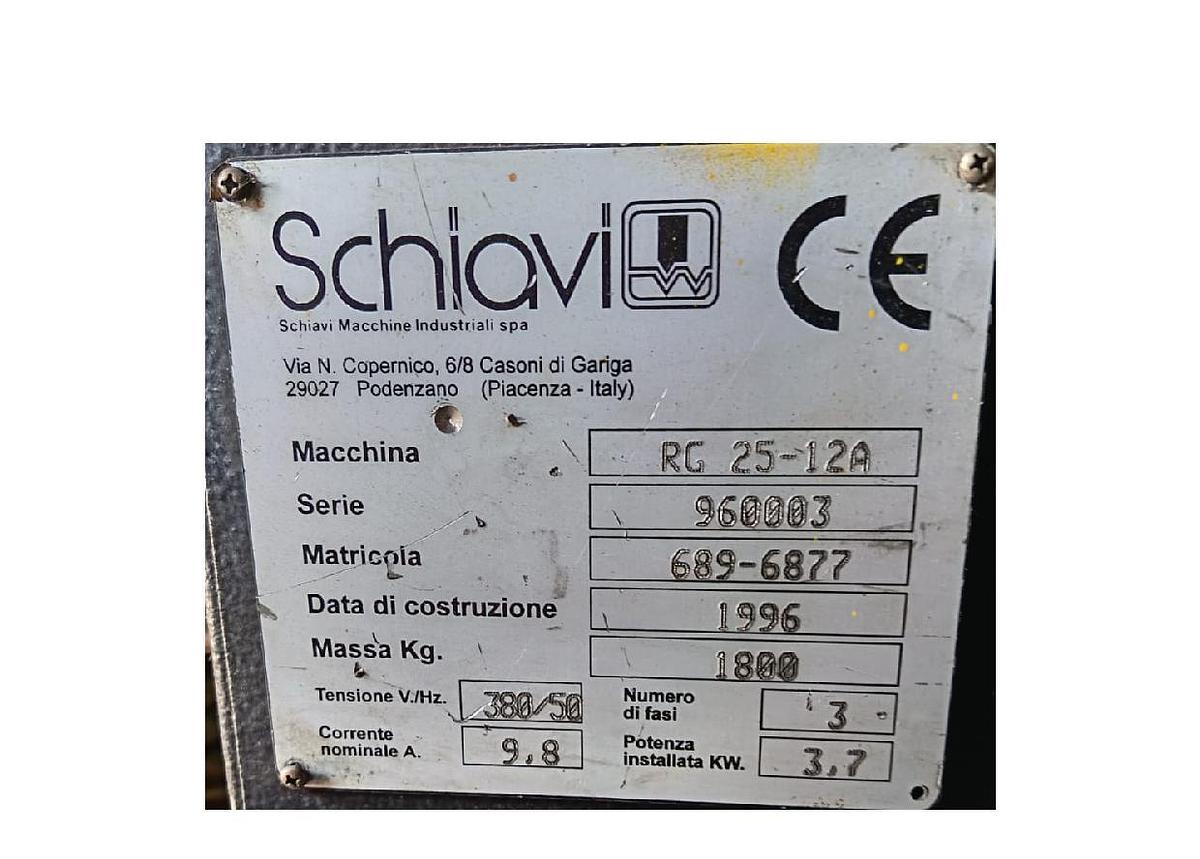 Schiavi CE
Schiavi Macchine Industriali spa
Via N. Copernico, 6/8 Casoni di Gariga
29027 Podenzano (Piacenza - Italy)
Macchina RG 25-12A
Serie 960003
Matricola 689-6877
Data di costruzione 1996
Massa Kg. 1800
Tensione V./Hz. 380/50 Numero di fasi 3
Corrente nominale A. 9,8 Potenza installata KW. 3,7